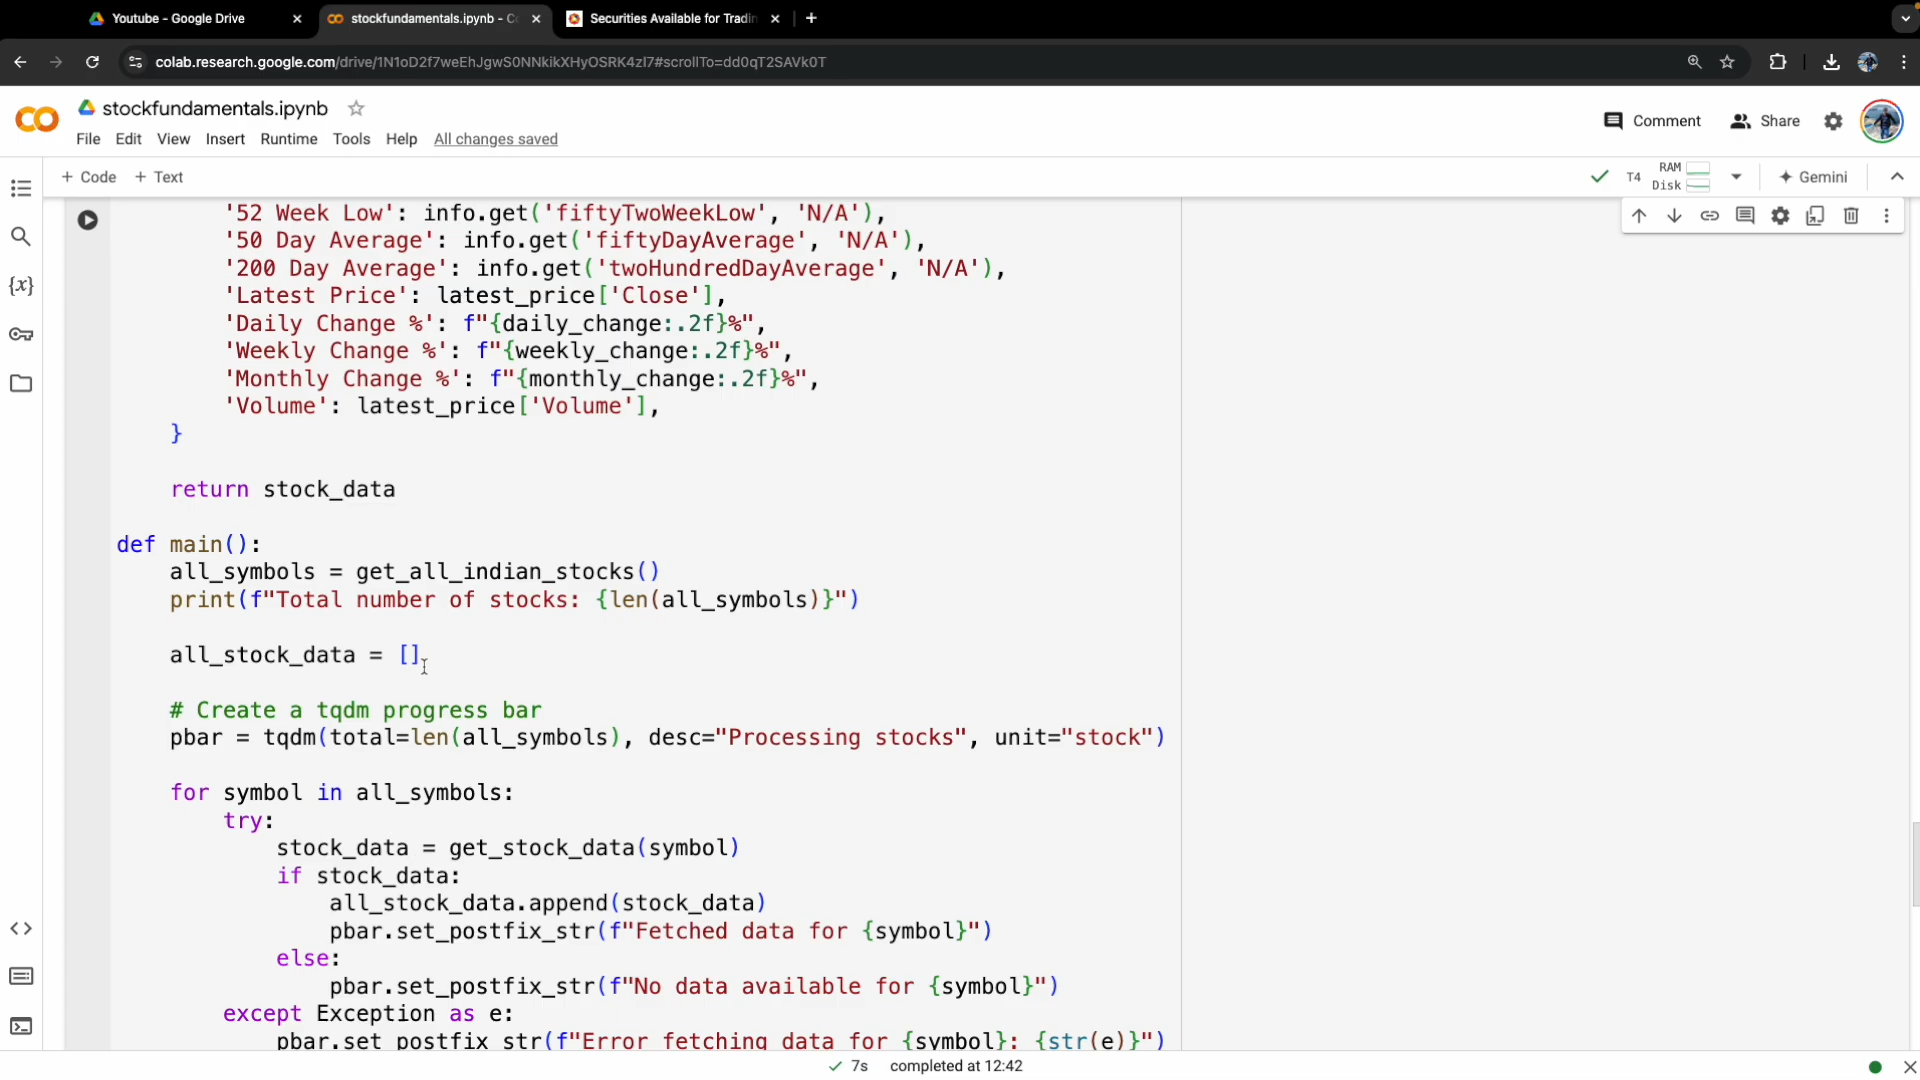 Youtube - Google Drive
stockfundamentals.ipynb - C
Securities Available for Tradin
colab.research.google.com/drive/1N1oD2f7weEhJgwS0NNkikXHyOSRK4zI7#scrollTo=dd0qT2SAVk0T
stockfundamentals.ipynb
Comment
Share
File Edit View Insert Runtime Tools Help All changes saved
+ Code + Text
T4
RAM
Disk
Gemini
'52 Week Low': info.get('fiftyTwoWeekLow', 'N/A'),
'50 Day Average': info.get('fiftyDayAverage', 'N/A'),
'200 Day Average': info.get('twoHundredDayAverage', 'N/A'),
'Latest Price': latest_price['Close'],
'Daily Change %': f"{daily_change:.2f}%",
'Weekly Change %': f"{weekly_change:.2f}%",
'Monthly Change %': f"{monthly_change:.2f}%",
'Volume': latest_price['Volume'],
}
return stock_data
def main():
all_symbols = get_all_indian_stocks()
print(f"Total number of stocks: {len(all_symbols)}")
all_stock_data = []
# Create a tqdm progress bar
pbar = tqdm(total=len(all_symbols), desc="Processing stocks", unit="stock")
for symbol in all_symbols:
try:
stock_data = get_stock_data(symbol)
if stock_data:
all_stock_data.append(stock_data)
pbar.set_postfix_str(f"Fetched data for {symbol}")
else:
pbar.set_postfix_str(f"No data available for {symbol}")
except Exception as e:
pbar.set_postfix_str(f"Error fetching data for {symbol}: {str(e)}")
7s completed at 12:42